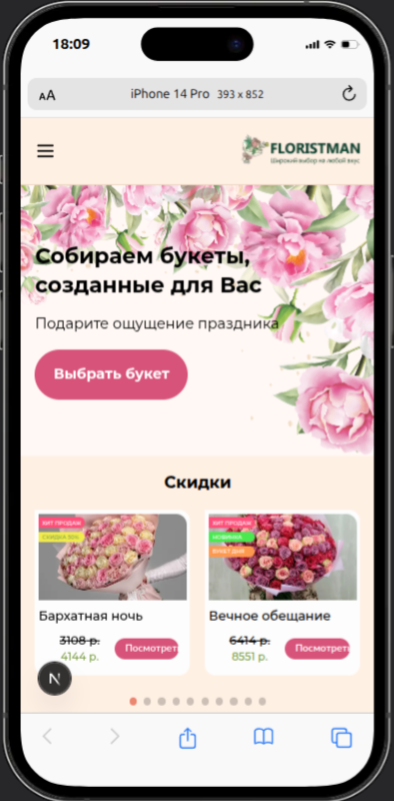 18:09
AA iPhone 14 Pro 393 x 852
FLORISTMAN
Широкий выбор на любой вкус
Собираем букеты,
созданные для Вас
Подарите ощущение праздника
Выбрать букет
Скидки
ХИТ ПРОДАЖ
СКИДКА
ХИТ ПРОДАЖ
НОВИНКА
БУКЕТ ДНЯ
Бархатная ночь
Вечное обещание
3108 р.
4144 р.
Посмотреть
6414 р.
8551 р.
Посмотреть
N